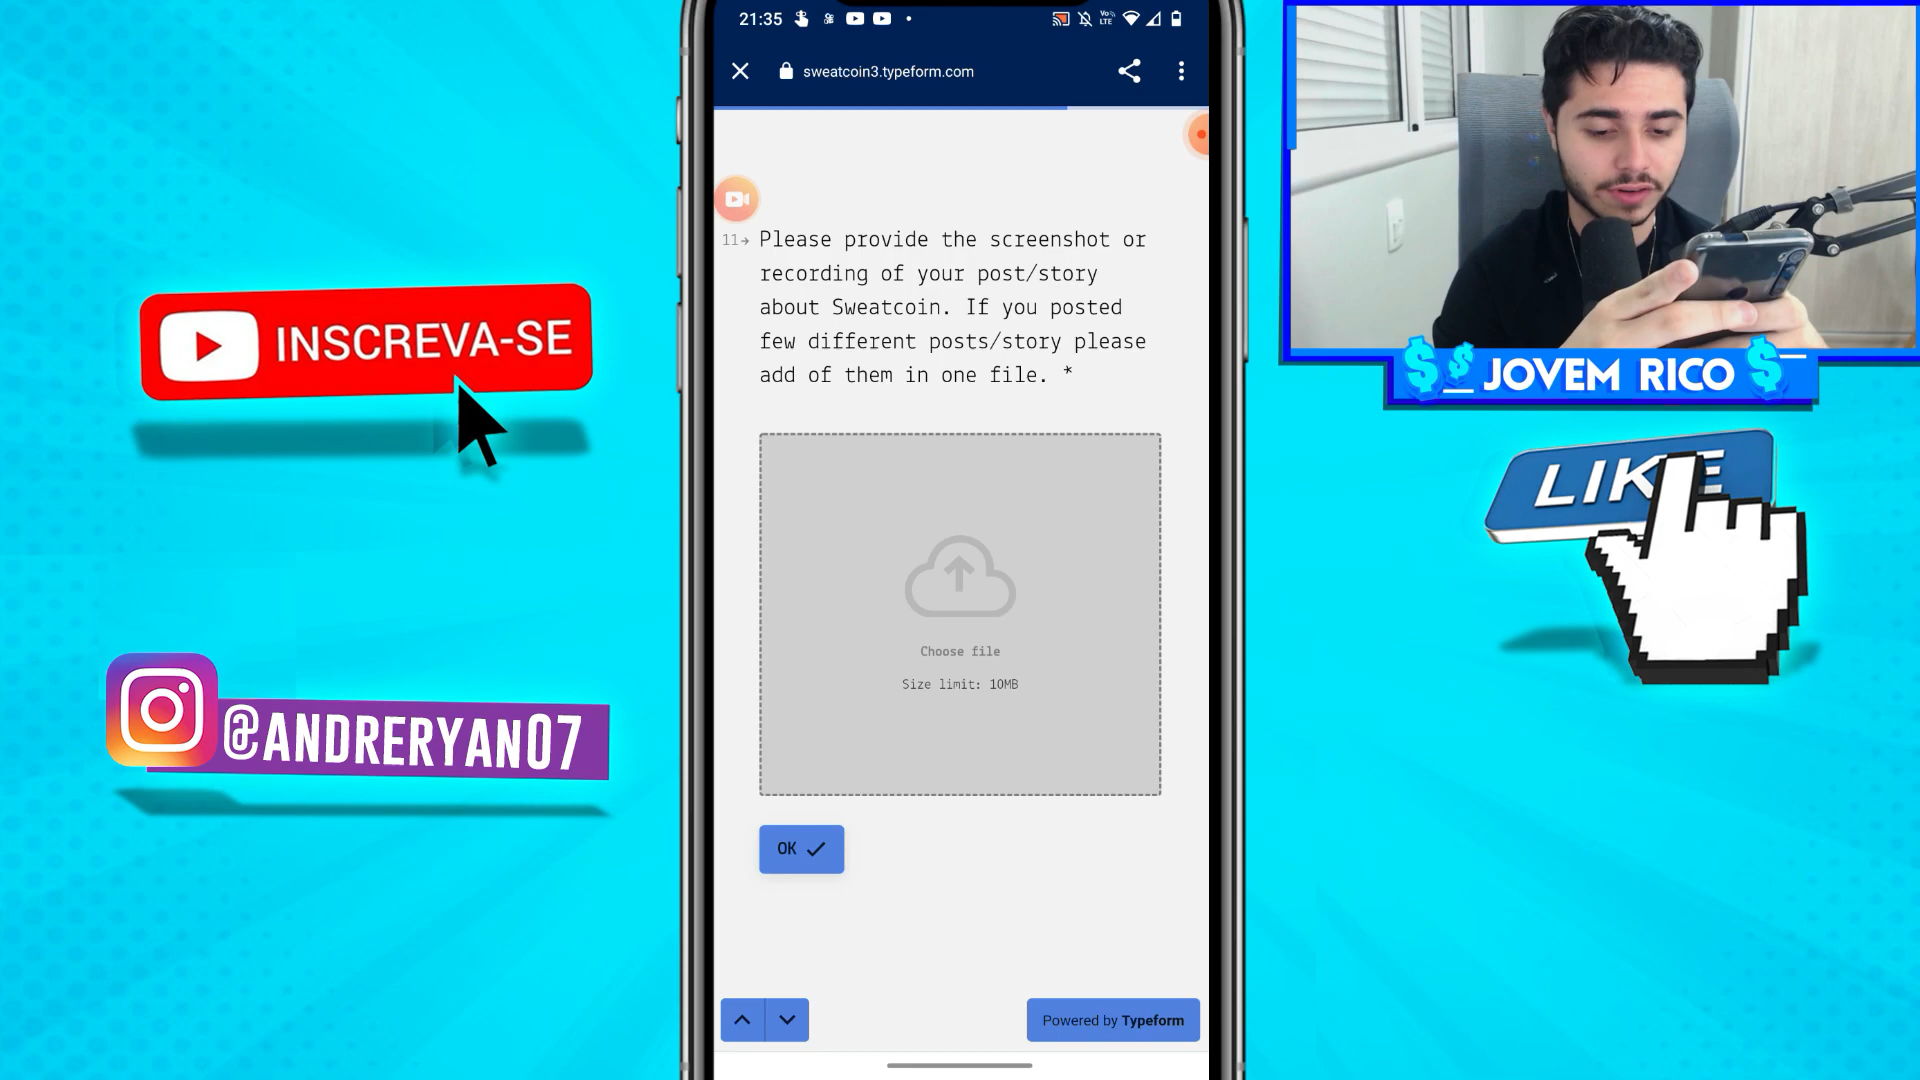 21:35
Vo
LTE
sweatcoin3.typeform.com
11
Please provide the screenshot or
recording of your post/story
about Sweatcoin. If you posted
few different posts/story please
add of them in one file. *
Choose file
Size limit: 10MB
OK
Powered by Typeform
INSCREVA-SE
@ANDRERYAN07
$ $ JOVEM RICO $
LIKE